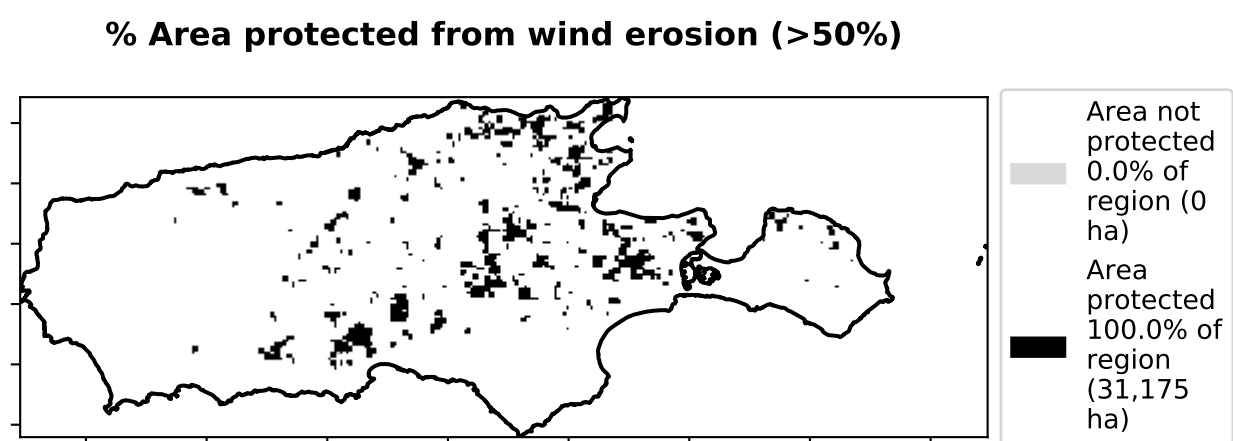 % Area protected from wind erosion (>50%)
Area not
protected
0.0% of
region (0
ha)
Area
protected
100.0% of
region
(31,175
ha)